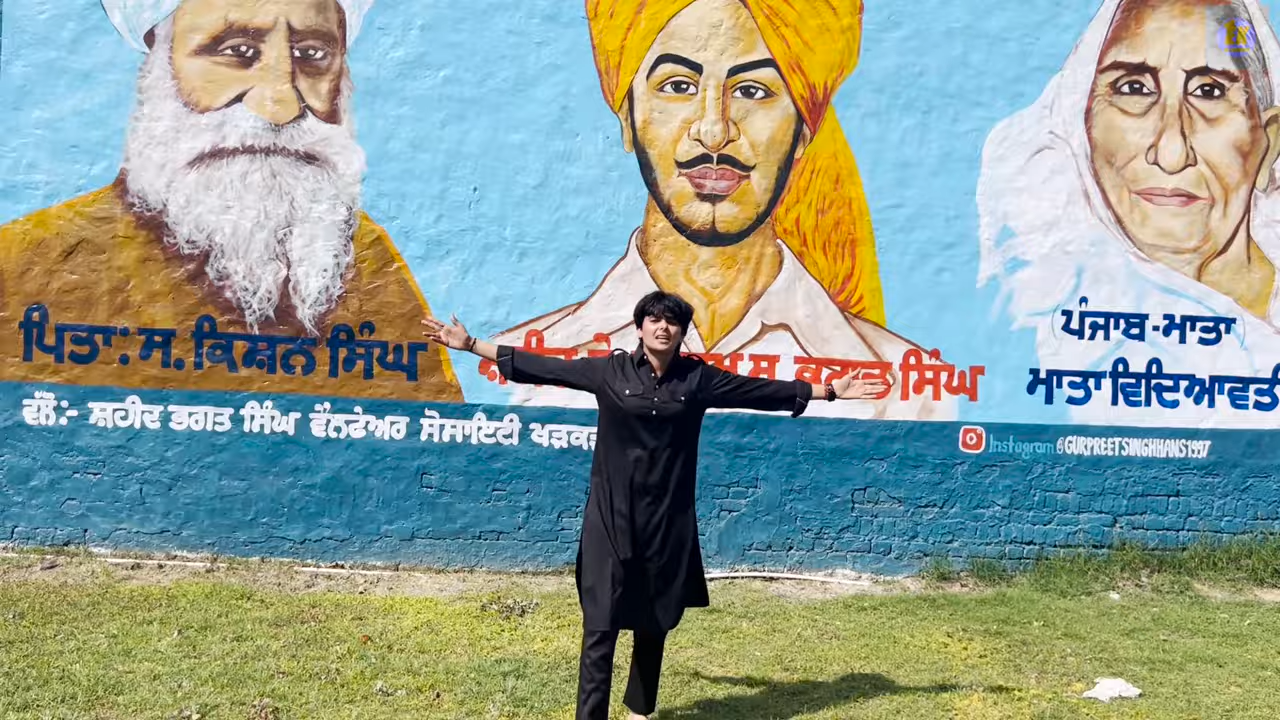 ਪਿਤਾ: ਸ. ਕਿਸ਼ਨ ਸਿੰਘ
ਸਿੰਘ
ਪੰਜਾਬ-ਮਾਤਾ
ਮਾਤਾ ਵਿਦਿਆਵਤੀ
ਵੱਲੋਂ:- ਸ਼ਹੀਦ ਭਗਤ ਸਿੰਘ ਵੈੱਲਫੇਅਰ ਸੋਸਾਇਟੀ
Instagram @GURPREETSINGHHANS1997